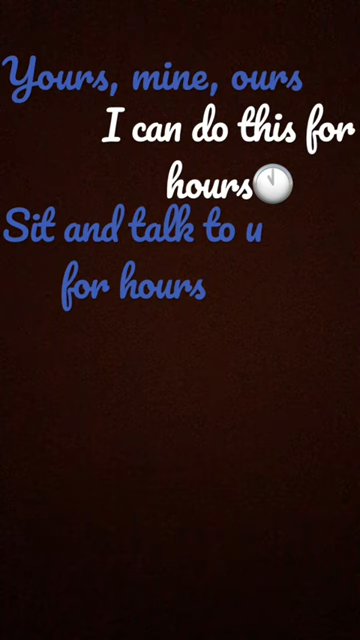 Yours, mine, ours
I can do this for
hours🕚
Sit and talk to u
for hours